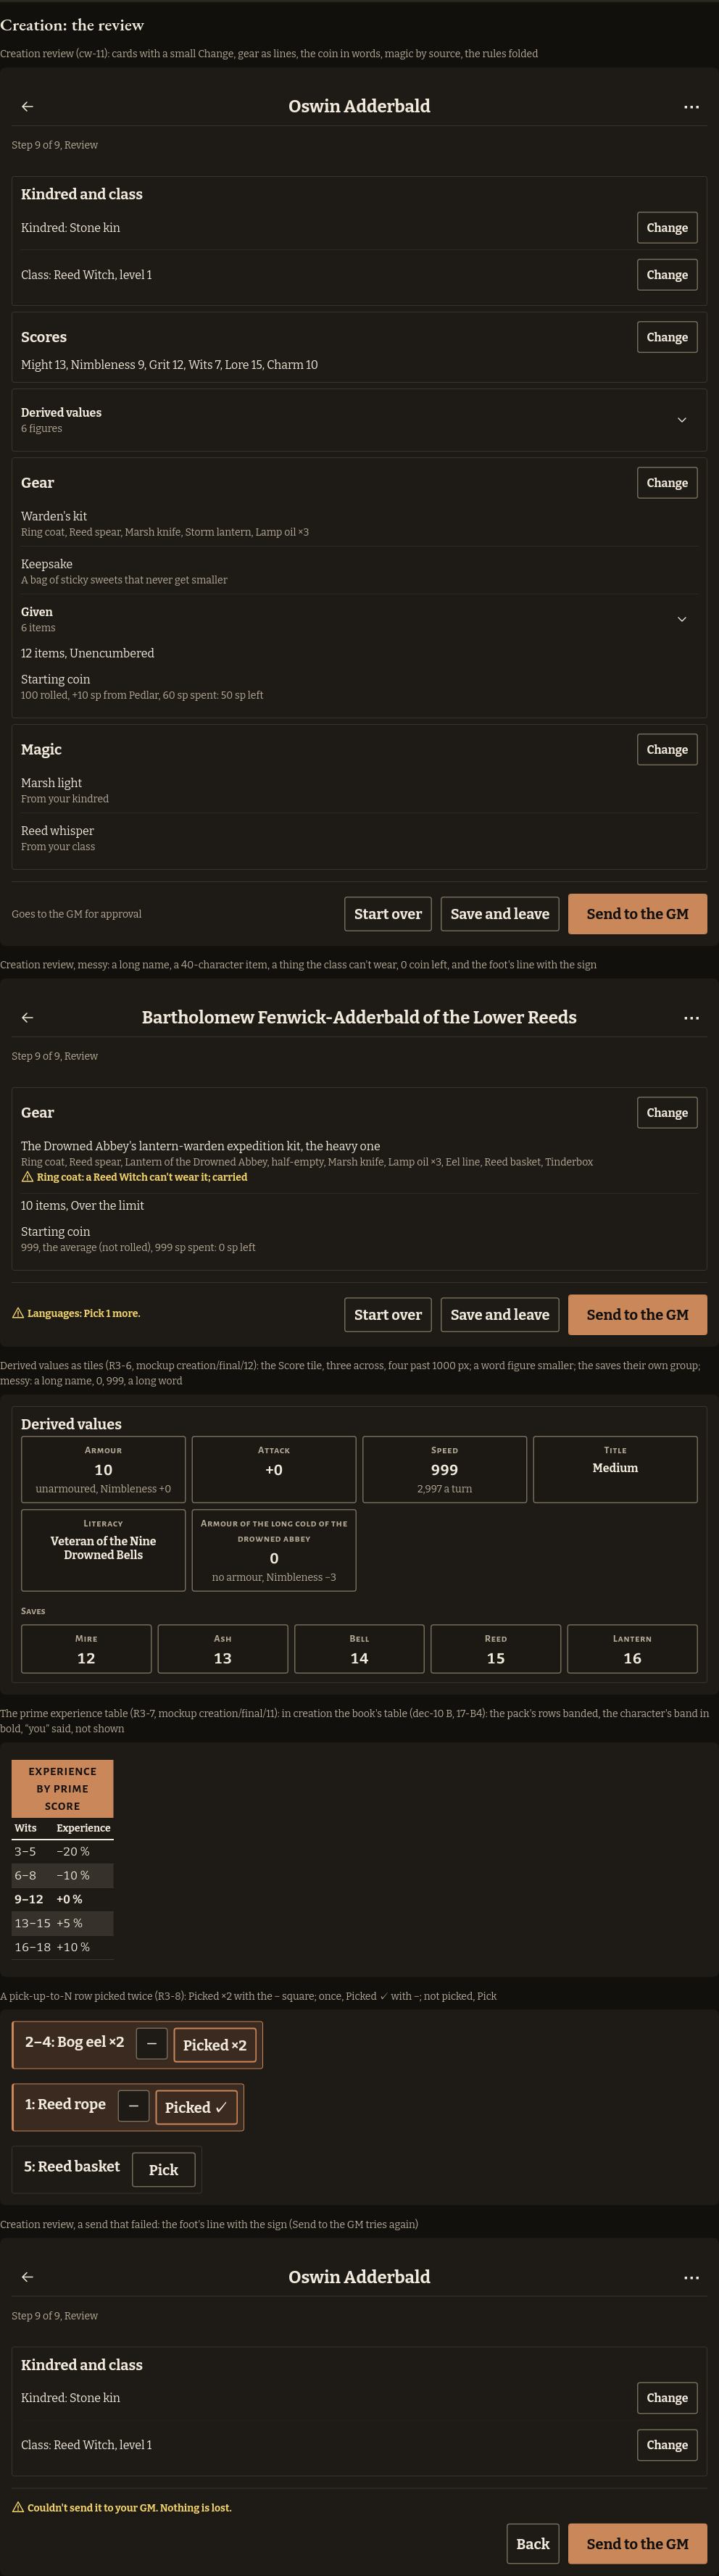 Creation: the review
Creation review (cw-11): cards with a small Change, gear as lines, the coin in words, magic by source, the rules folded
← Oswin Adderbald ...
Step 9 of 9, Review
Kindred and class
Kindred: Stone kin Change
Class: Reed Witch, level 1 Change
Scores Change
Might 13, Nimbleness 9, Grit 12, Wits 7, Lore 15, Charm 10
Derived values
6 figures
Gear Change
Warden's kit
Ring coat, Reed spear, Marsh knife, Storm lantern, Lamp oil ×3
Keepsake
A bag of sticky sweets that never get smaller
Given
6 items
12 items, Unencumbered
Starting coin
100 rolled, +10 sp from Pedlar, 60 sp spent: 50 sp left
Magic Change
Marsh light
From your kindred
Reed whisper
From your class
Goes to the GM for approval Start over Save and leave Send to the GM
Creation review, messy: a long name, a 40-character item, a thing the class can't wear, 0 coin left, and the foot's line with the sign
← Bartholomew Fenwick-Adderbald of the Lower Reeds ...
Step 9 of 9, Review
Gear Change
The Drowned Abbey's lantern-warden expedition kit, the heavy one
Ring coat, Reed spear, Lantern of the Drowned Abbey, half-empty, Marsh knife, Lamp oil ×3, Eel line, Reed basket, Tinderbox
⚠ Ring coat: a Reed Witch can't wear it; carried
10 items, Over the limit
Starting coin
999, the average (not rolled), 999 sp spent: 0 sp left
⚠ Languages: Pick 1 more. Start over Save and leave Send to the GM
Derived values as tiles (R3-6, mockup creation/final/12): the Score tile, three across, four past 1000 px; a word figure smaller; the saves their own group;
messy: a long name, 0, 999, a long word
Derived values
Armour Attack Speed Title
10 +0 999 Medium
unarmoured, Nimbleness +0 2,997 a turn
Literacy Armour of the long cold of the
Veteran of the Nine drowned abbey
Drowned Bells 0
no armour, Nimbleness −3
Saves
Mire Ash Bell Reed Lantern
12 13 14 15 16
The prime experience table (R3-7, mockup creation/final/11): in creation the book's table (dec-10 B, 17-B4): the pack's rows banded, the character's band in
bold, "you" said, not shown
EXPERIENCE
BY PRIME
SCORE
Wits Experience
3–5 −20 %
6–8 −10 %
9–12 +0 %
13–15 +5 %
16–18 +10 %
A pick-up-to-N row picked twice (R3-8): Picked ×2 with the − square; once, Picked ✓ with −; not picked, Pick
2–4: Bog eel ×2 − Picked ×2
1: Reed rope − Picked ✓
5: Reed basket Pick
Creation review, a send that failed: the foot's line with the sign (Send to the GM tries again)
← Oswin Adderbald ...
Step 9 of 9, Review
Kindred and class
Kindred: Stone kin Change
Class: Reed Witch, level 1 Change
⚠ Couldn't send it to your GM. Nothing is lost.
Back Send to the GM